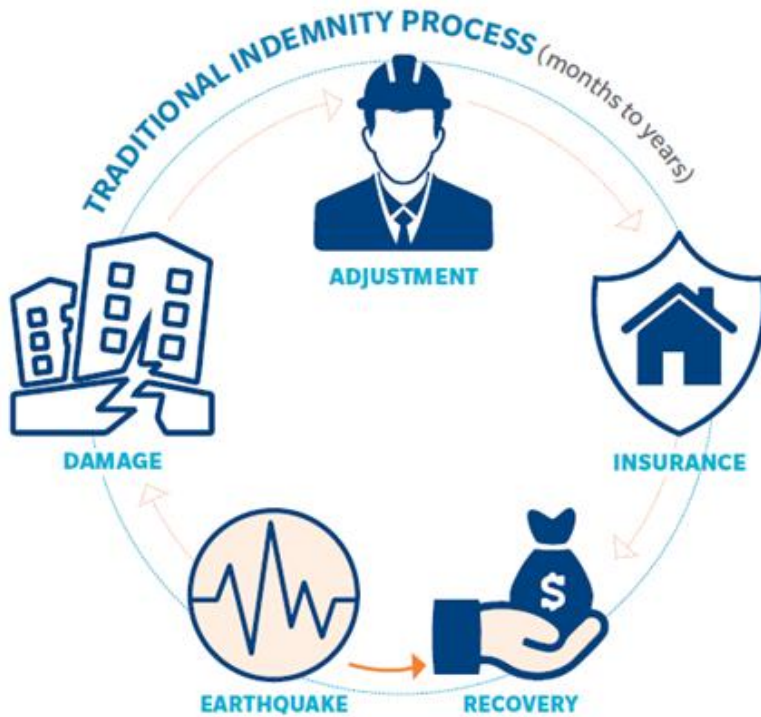 TRADITIONAL INDEMNITY PROCESS (months to years)
ADJUSTMENT
DAMAGE
INSURANCE
$
EARTHQUAKE
RECOVERY